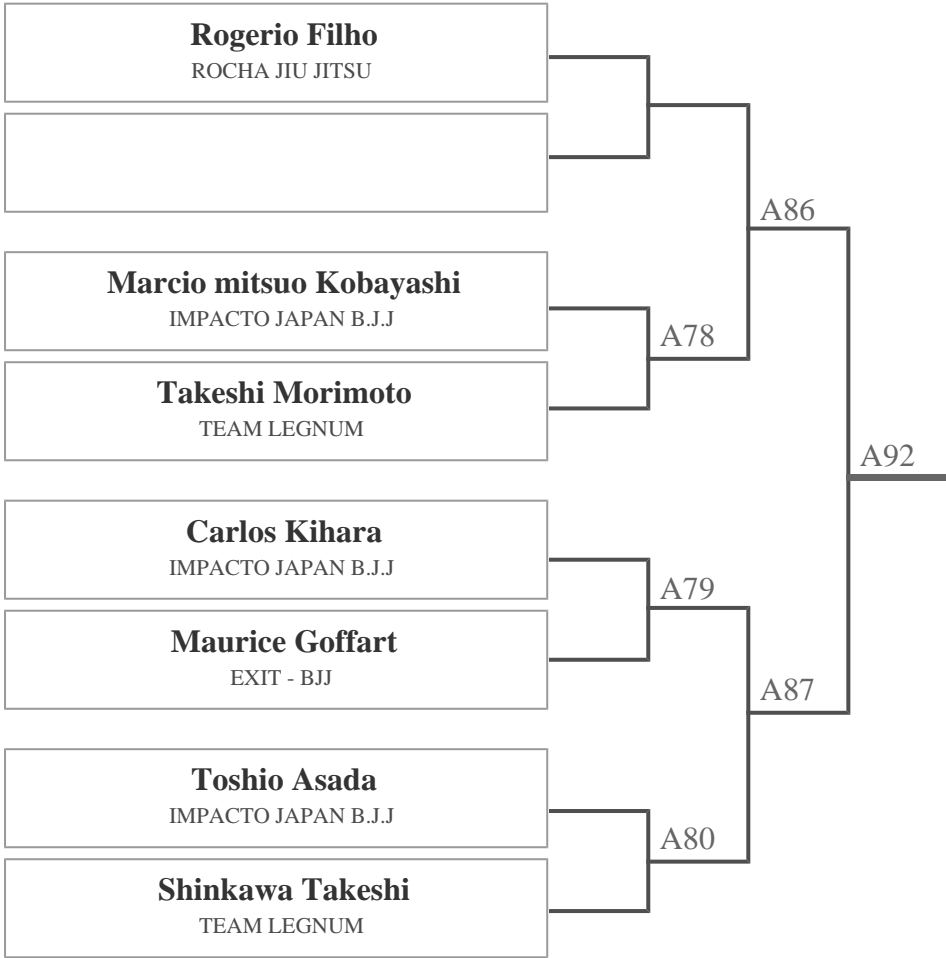 Rogerio Filho
ROCHA JIU JITSU
A86
Marcio mitsuo Kobayashi
IMPACTO JAPAN B.J.J
A78
Takeshi Morimoto
TEAM LEGNUM
A92
Carlos Kihara
IMPACTO JAPAN B.J.J
A79
Maurice Goffart
EXIT - BJJ
A87
Toshio Asada
IMPACTO JAPAN B.J.J
A80
Shinkawa Takeshi
TEAM LEGNUM